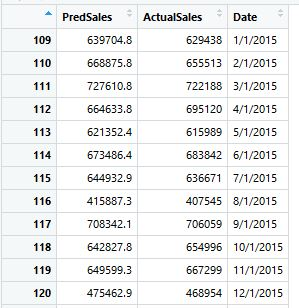 PredSales ActualSales Date
109 639704.8 629438 1/1/2015
110 668875.8 655513 2/1/2015
111 727610.8 722188 3/1/2015
112 664633.8 695120 4/1/2015
113 621352.4 615989 5/1/2015
114 673486.4 683842 6/1/2015
115 644932.9 636671 7/1/2015
116 415887.3 407545 8/1/2015
117 708342.1 706059 9/1/2015
118 642827.8 654996 10/1/2015
119 649599.3 667299 11/1/2015
120 475462.9 468954 12/1/2015